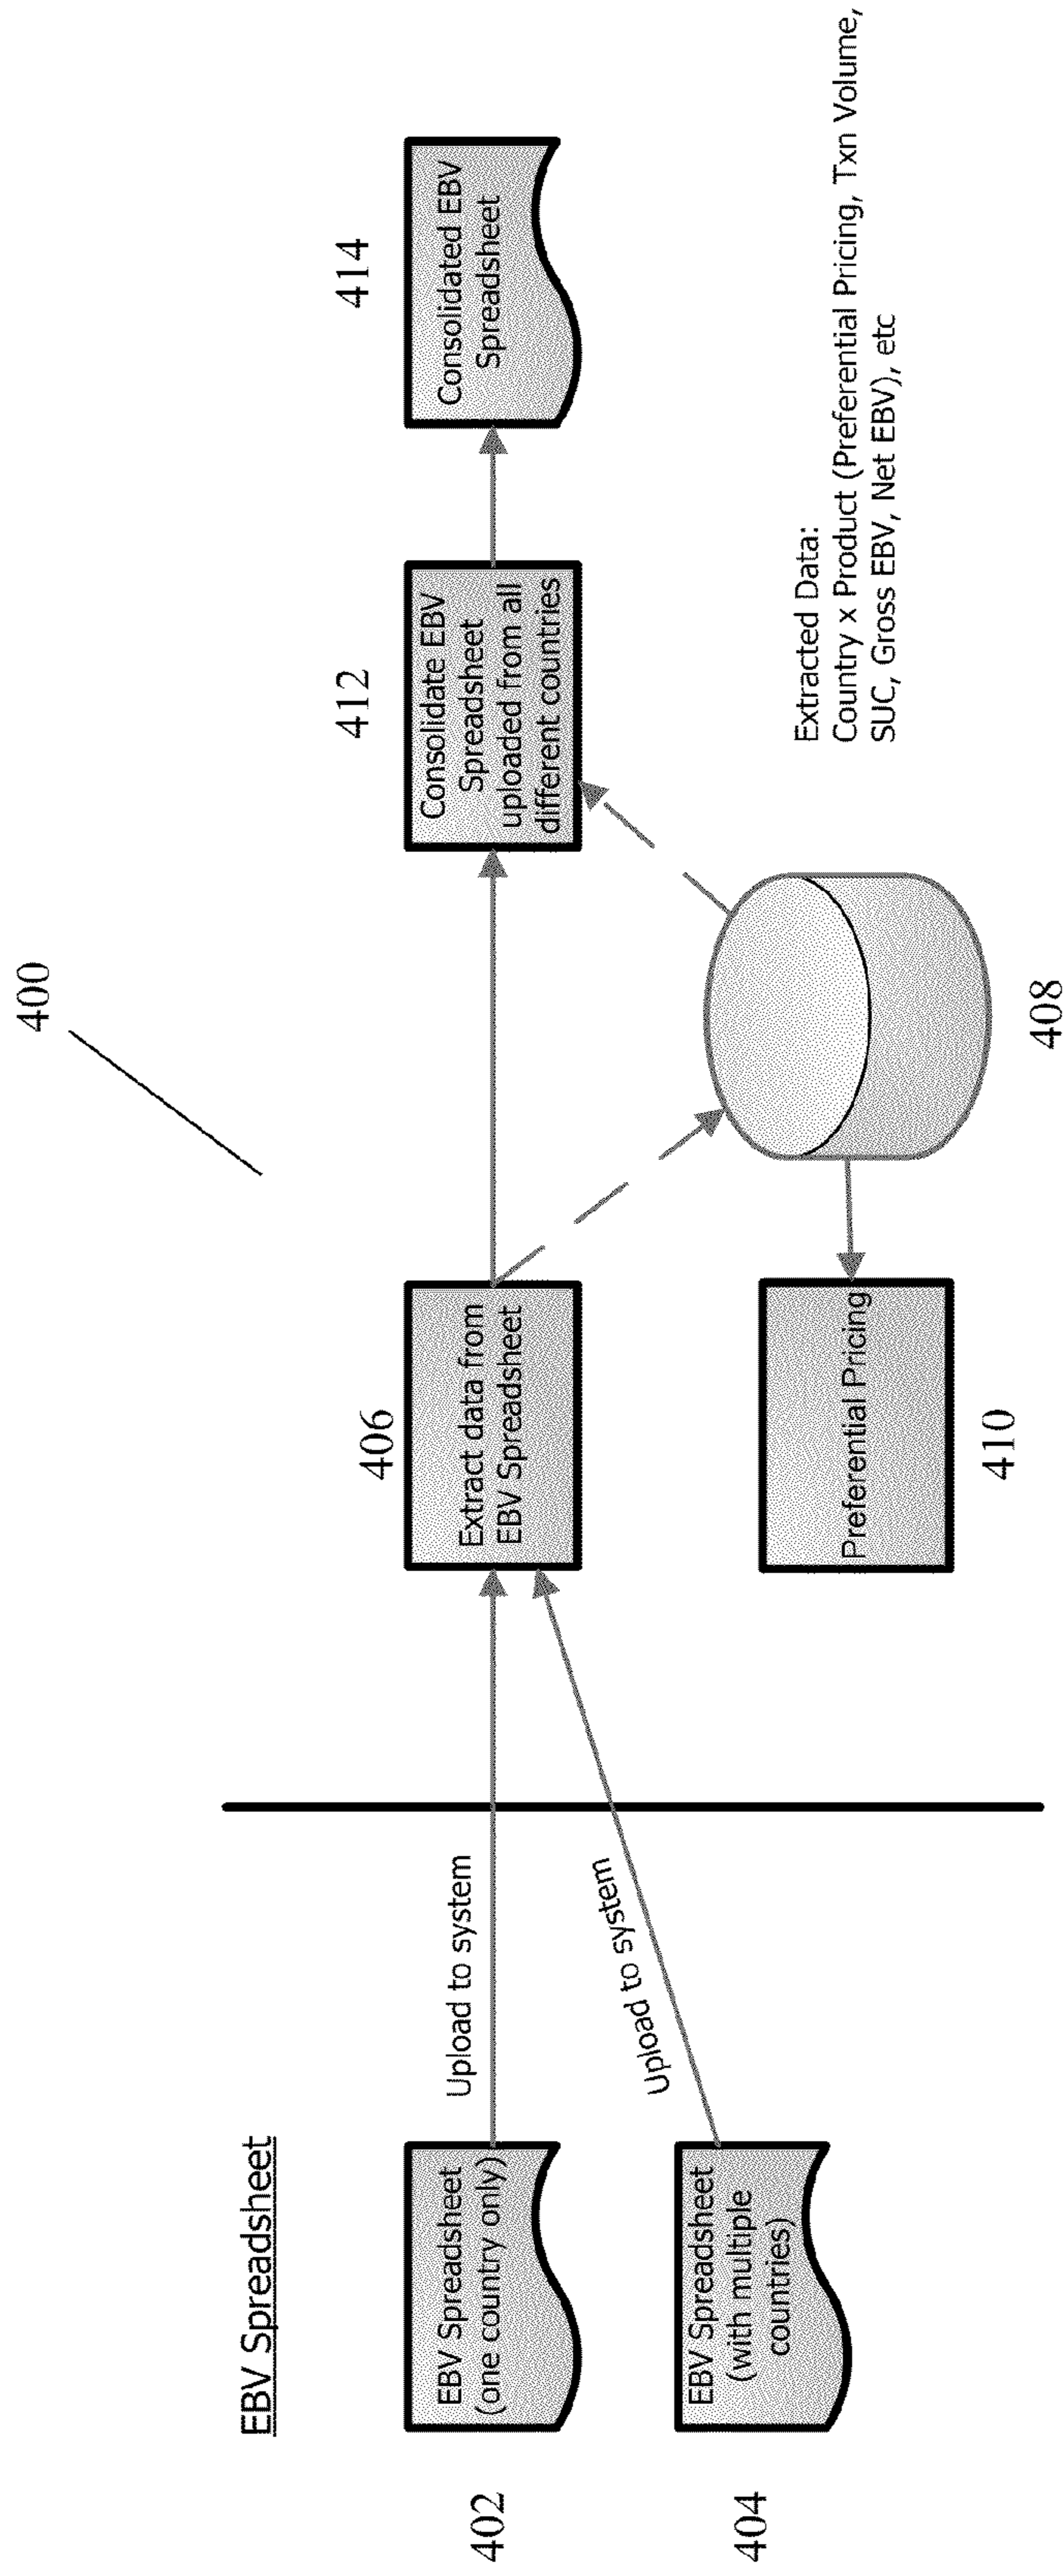 400
EBV Spreadsheet
402
EBV Spreadsheet
(one country only)
Upload to system
406
Extract data from
EBV Spreadsheet
412
Consolidate EBV
Spreadsheet
uploaded from all
different countries
414
Consolidated EBV
Spreadsheet
404
EBV Spreadsheet
(with multiple
countries)
Upload to system
Preferential Pricing
410
408
Extracted Data:
Country x Product (Preferential Pricing, Txn Volume,
SUC, Gross EBV, Net EBV), etc